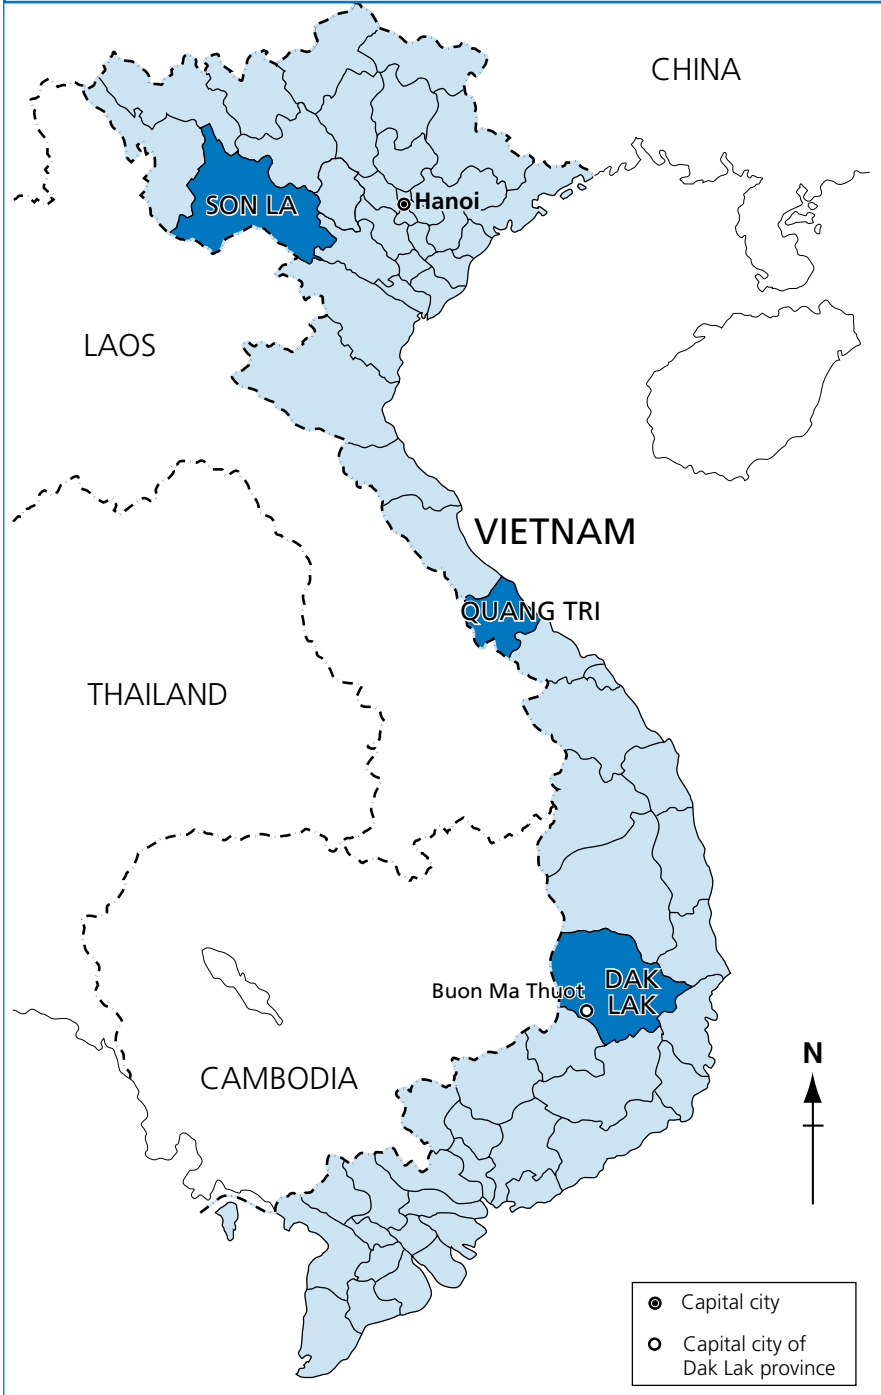 CHINA
SON LA
Hanoi
LAOS
VIETNAM
QUANG TRI
THAILAND
DAK
LAK
Buon Ma Thuot
CAMBODIA
N
Capital city
Capital city of
Dak Lak province